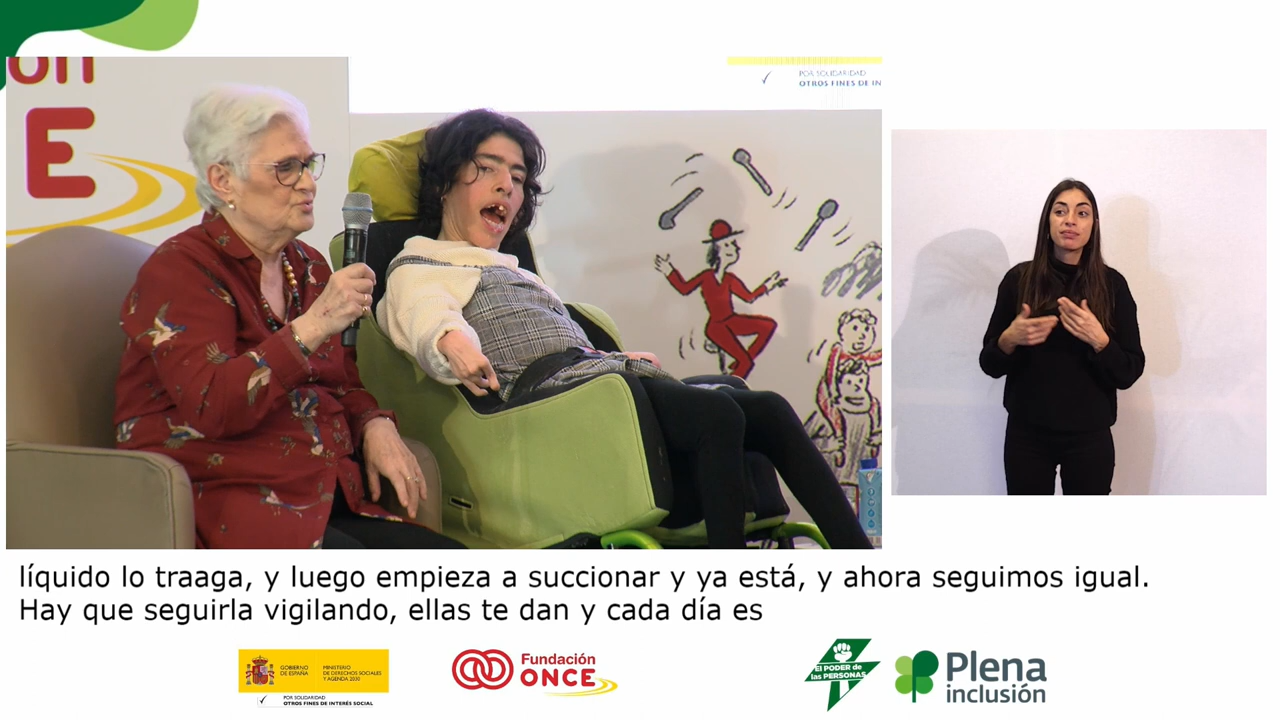 ón
E
POR SOLIDARIDAD
OTROS FINES DE IN
líquido lo traaga, y luego empieza a succionar y ya está, y ahora seguimos igual.
Hay que seguirla vigilando, ellas te dan y cada día es
GOBIERNO
DE ESPAÑA
MINISTERIO
DE DERECHOS SOCIALES
Y AGENDA 2030
POR SOLIDARIDAD
OTROS FINES DE INTERÉS SOCIAL
Fundación
ONCE
EL PODER de
las PERSONAS
Plena
inclusión